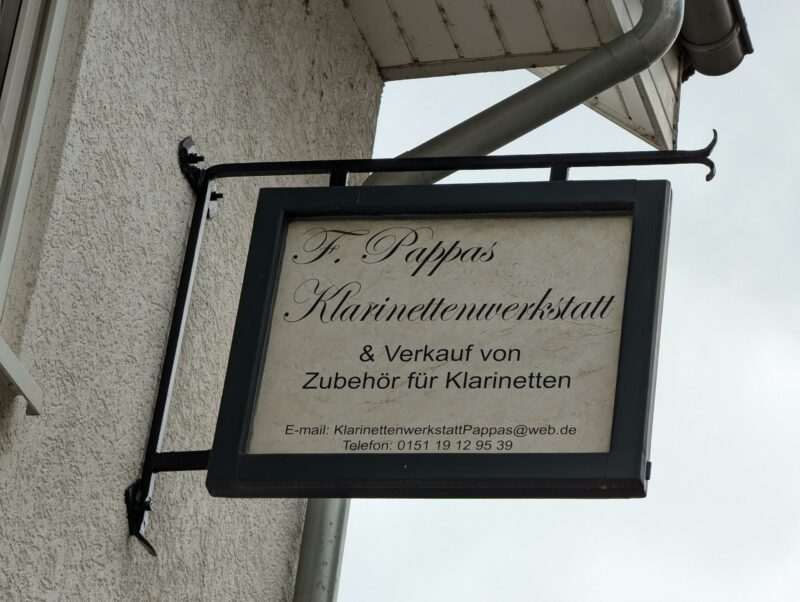 F. Pappas
Klarinettenwerkstatt
& Verkauf von
Zubehör für Klarinetten
E-mail: KlarinettenwerkstattPappas@web.de
Telefon: 0151 19 12 95 39